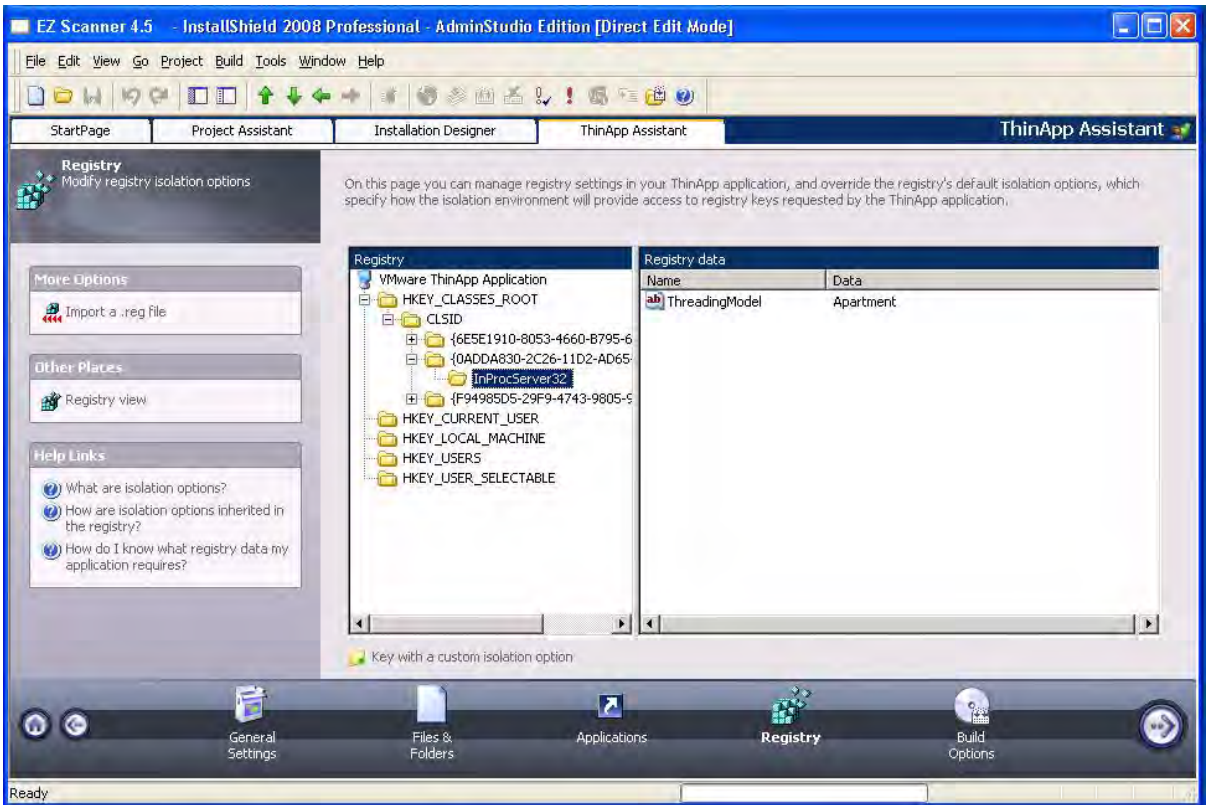 EZ Scanner 4.5 - InstallShield 2008 Professional - AdminStudio Edition [Direct Edit Mode]
File Edit View Go Project Build Tools Window Help
StartPage Project Assistant Installation Designer ThinApp Assistant ThinApp Assistant
Registry
Modify registry isolation options
On this page you can manage registry settings in your ThinApp application, and override the registry's default isolation options, which
specify how the isolation environment will provide access to registry keys requested by the ThinApp application.
More Options
Import a .reg file
Other Places
Registry view
Help Links
What are isolation options?
How are isolation options inherited in
the registry?
How do I know what registry data my
application requires?
Registry
VMware ThinApp Application
HKEY_CLASSES_ROOT
CLSID
{6E5E1910-8053-4660-B795-6
{0ADDA830-2C26-11D2-AD65-
InProcServer32
{F94985D5-29F9-4743-9805-9
HKEY_CURRENT_USER
HKEY_LOCAL_MACHINE
HKEY_USERS
HKEY_USER_SELECTABLE
Registry data
Name Data
ab ThreadingModel Apartment
Key with a custom isolation option
General
Settings
Files &
Folders
Applications
Registry
Build
Options
Ready